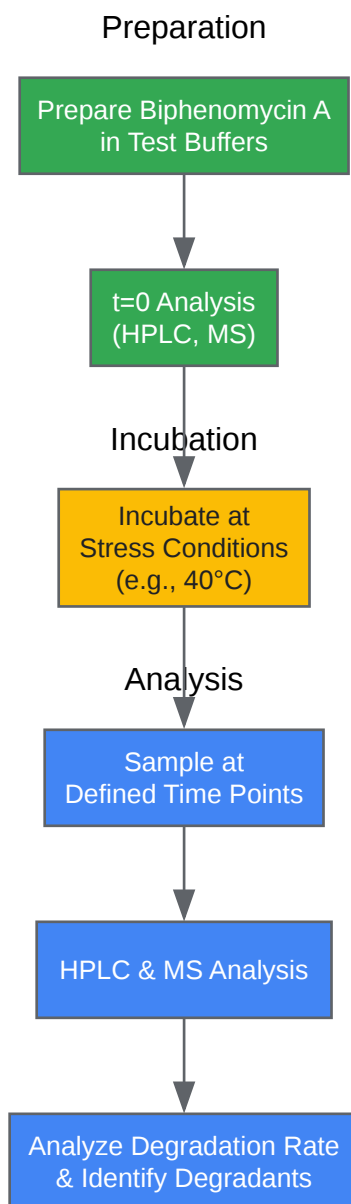 Preparation
Prepare Biphenomycin A
in Test Buffers
t=0 Analysis
(HPLC, MS)
Incubation
Incubate at
Stress Conditions
(e.g., 40°C)
Analysis
Sample at
Defined Time Points
HPLC & MS Analysis
Analyze Degradation Rate
& Identify Degradants